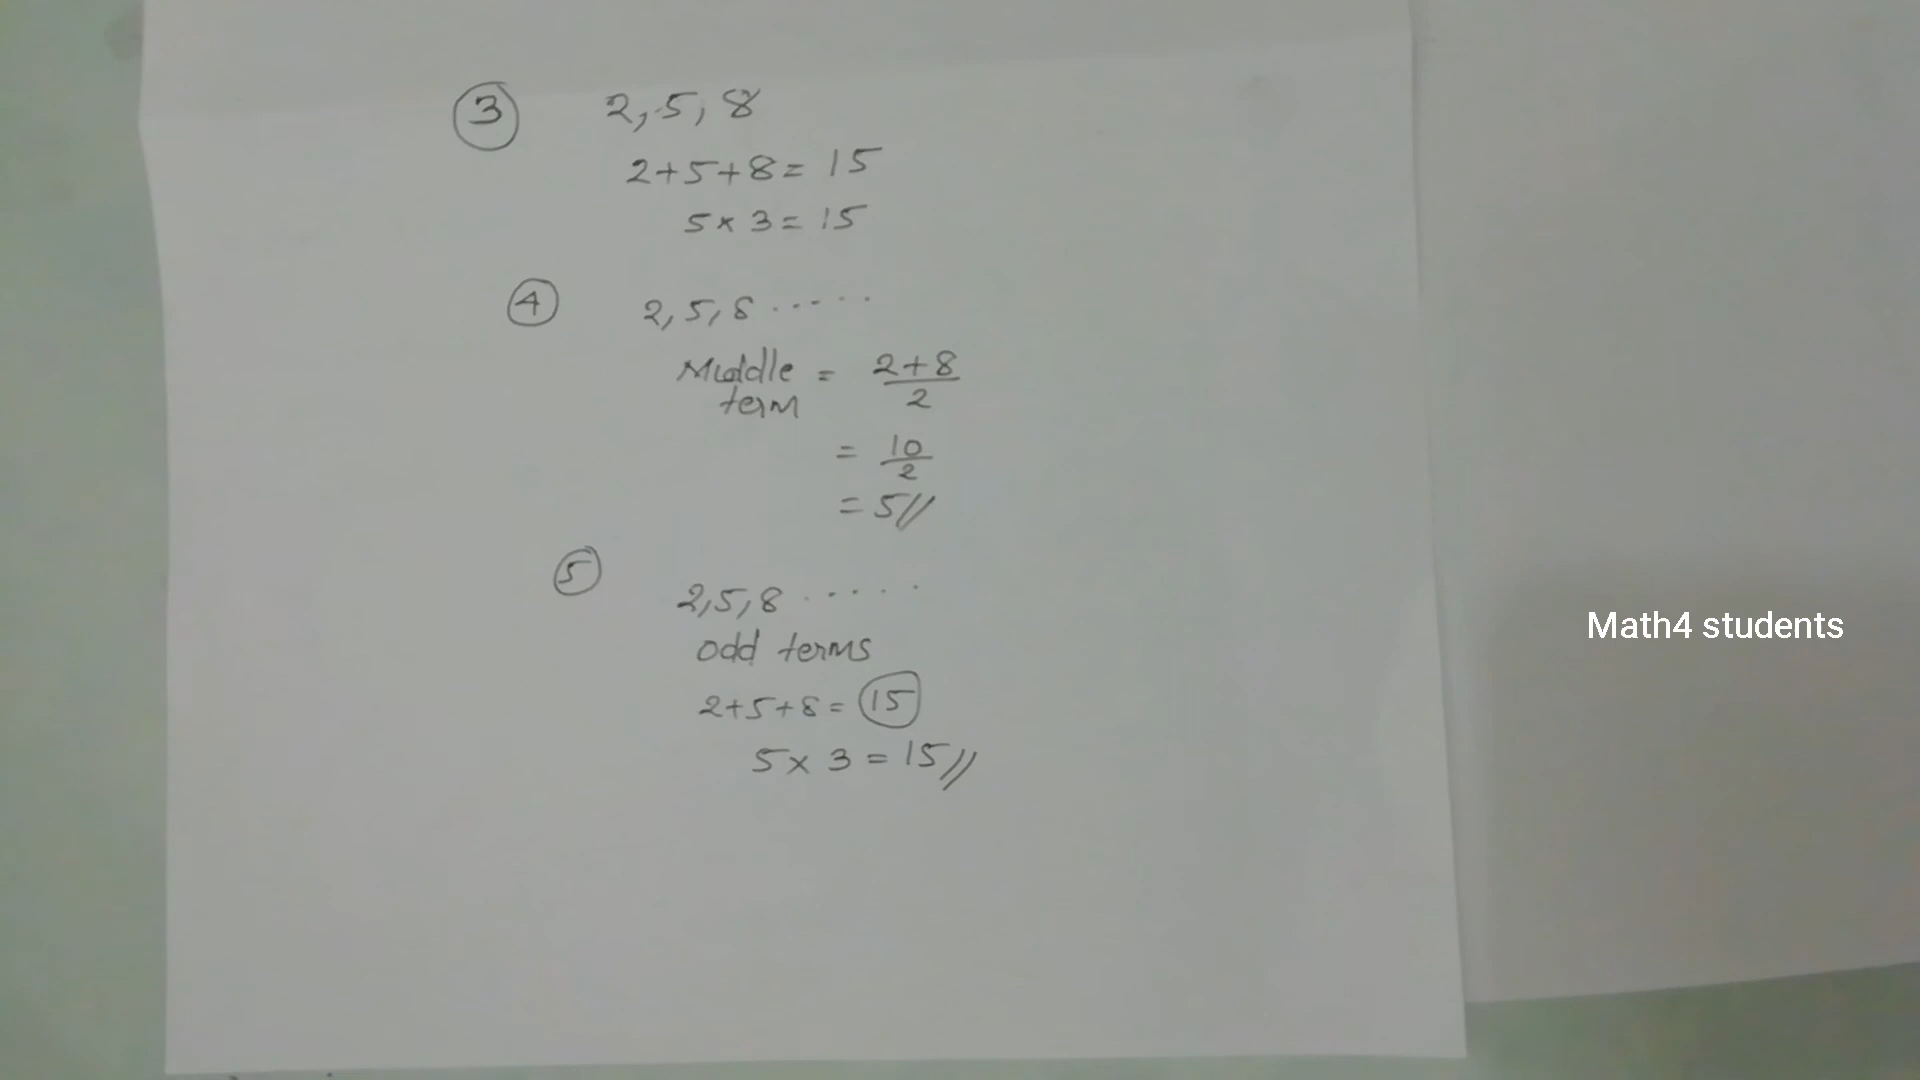 3 2, 5, 8
2+5+8= 15
5 × 3 = 15
4 2, 5, 8 .....
Middle term = 2+8/2
= 10/2
= 5//
5
2,5,8 .....
odd terms
2+5+8= 15
5 × 3 = 15//
Math4 students